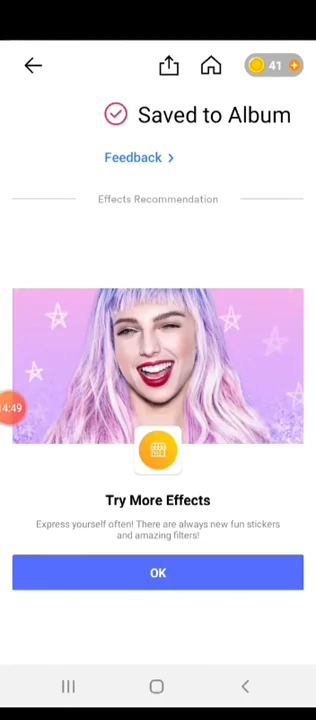 41
Saved to Album
Feedback >
Effects Recommendation
14:49
Try More Effects
Express yourself often! There are always new fun stickers
and amazing filters!
OK